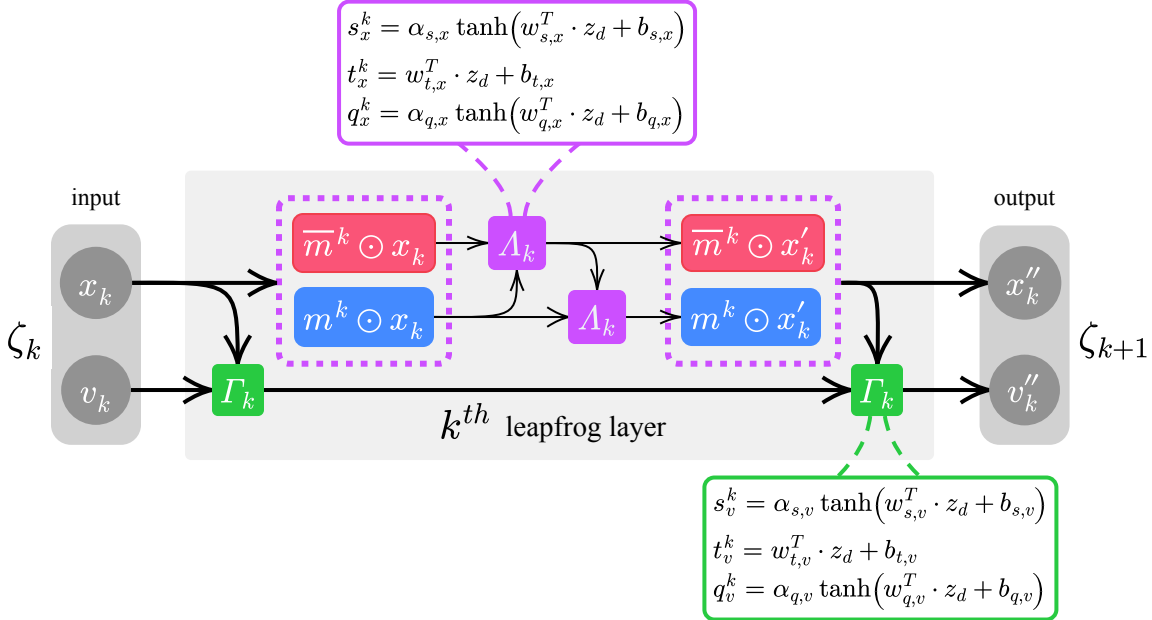 s_x^k = α_{s,x} tanh(w_{s,x}^T · z_d + b_{s,x})
t_x^k = w_{t,x}^T · z_d + b_{t,x}
q_x^k = α_{q,x} tanh(w_{q,x}^T · z_d + b_{q,x})
input
output
m̅^k ⊙ x_k
Λ_k
m̅^k ⊙ x′_k
x_k
x″_k
m^k ⊙ x_k
Λ_k
m^k ⊙ x′_k
ζ_k
ζ_{k+1}
v_k
Γ_k
Γ_k
v″_k
k^{th} leapfrog layer
s_v^k = α_{s,v} tanh(w_{s,v}^T · z_d + b_{s,v})
t_v^k = w_{t,v}^T · z_d + b_{t,v}
q_v^k = α_{q,v} tanh(w_{q,v}^T · z_d + b_{q,v})